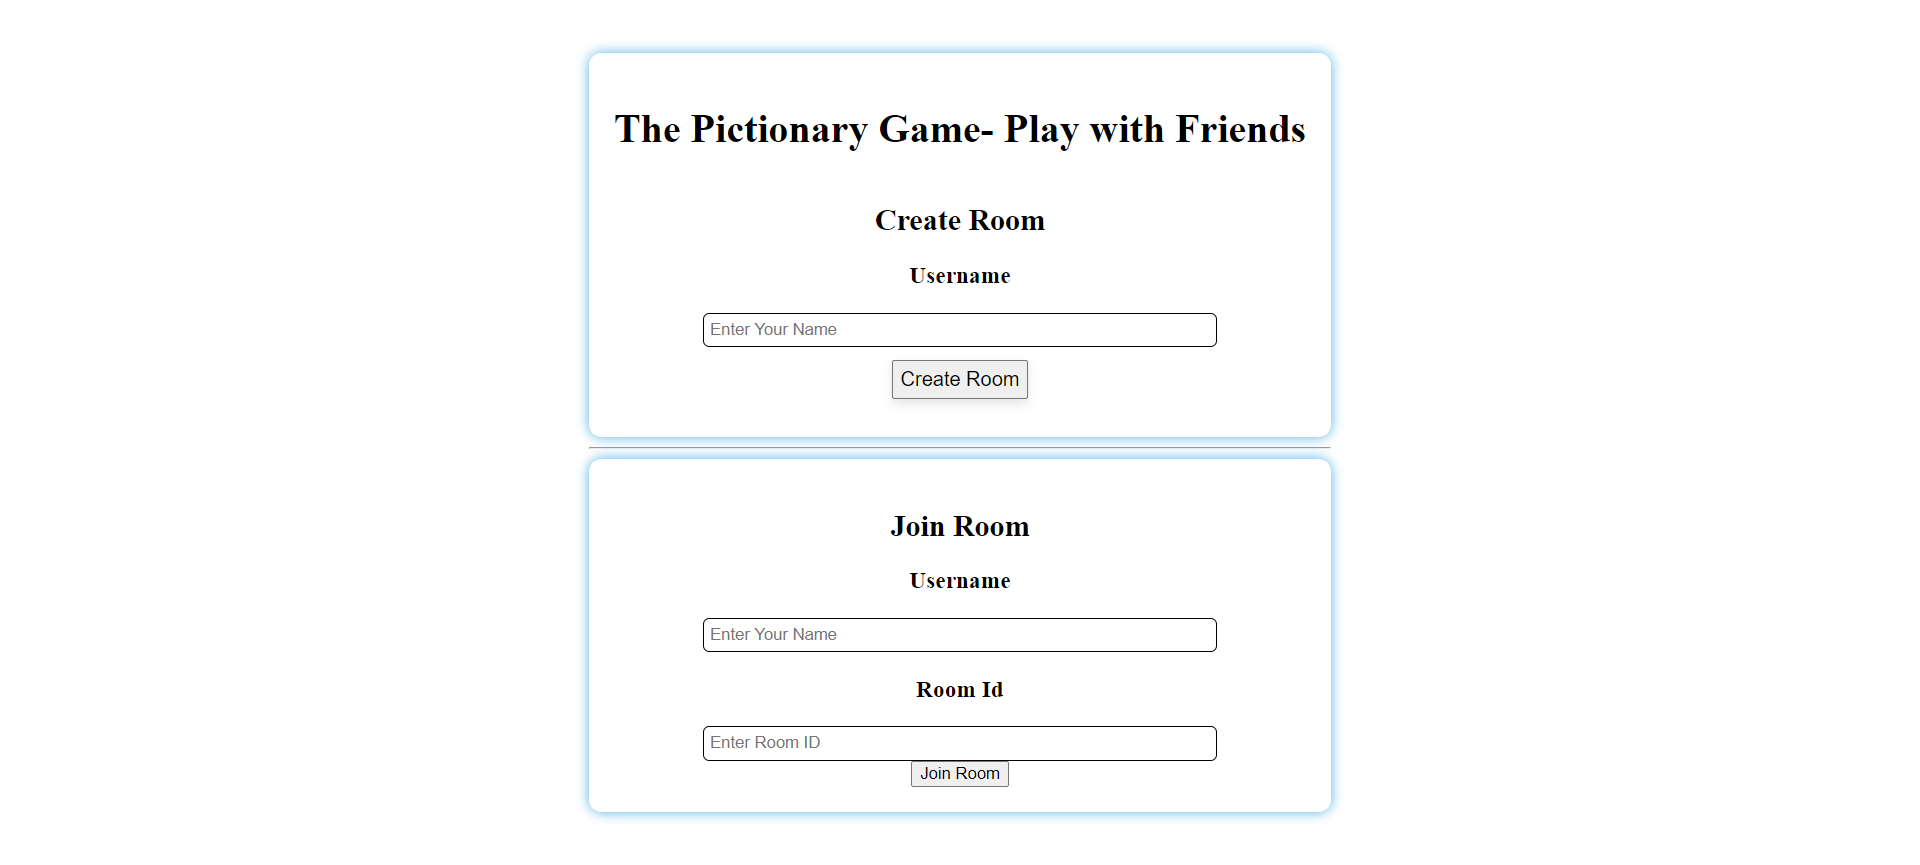 The Pictionary Game- Play with Friends
Create Room
Username
Enter Your Name
Create Room
Join Room
Username
Enter Your Name
Room Id
Enter Room ID
Join Room